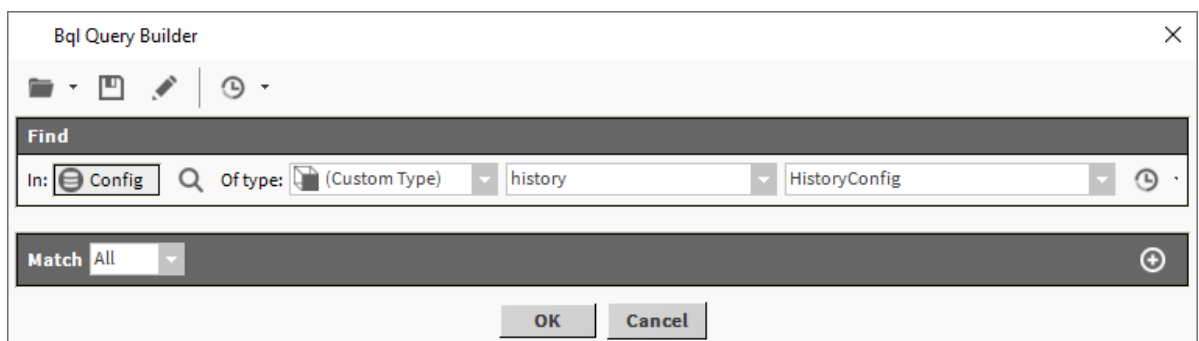 Bql Query Builder
Find
In: Config Of type: (Custom Type) history HistoryConfig
Match All
OK Cancel